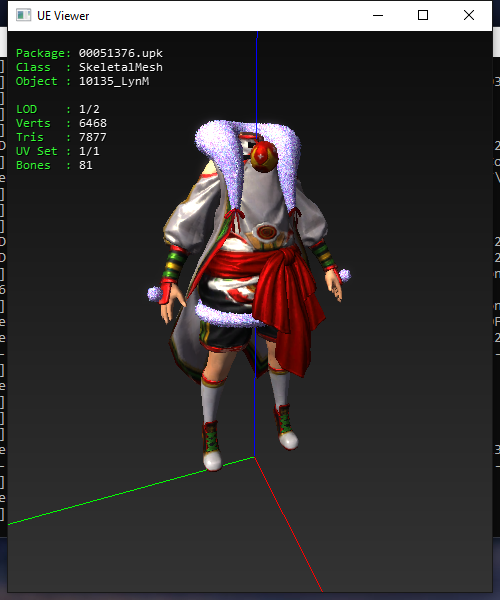 UE Viewer
Package: 00051376.upk
Class  : SkeletalMesh
Object : 10135_LynM
LOD    : 1/2
Verts  : 6468
Tris   : 7877
UV Set : 1/1
Bones  : 81